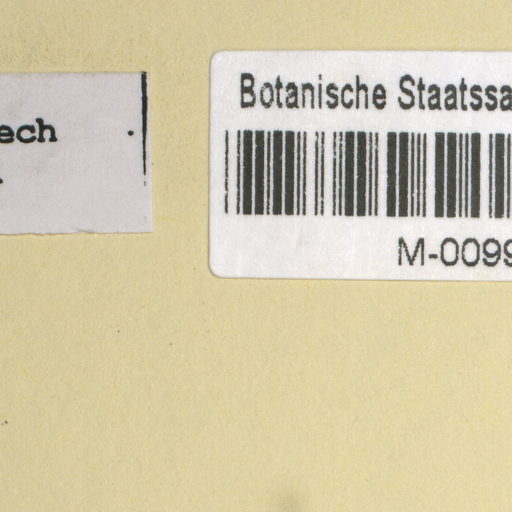 ech .
Botanische Staatssa
M-0099